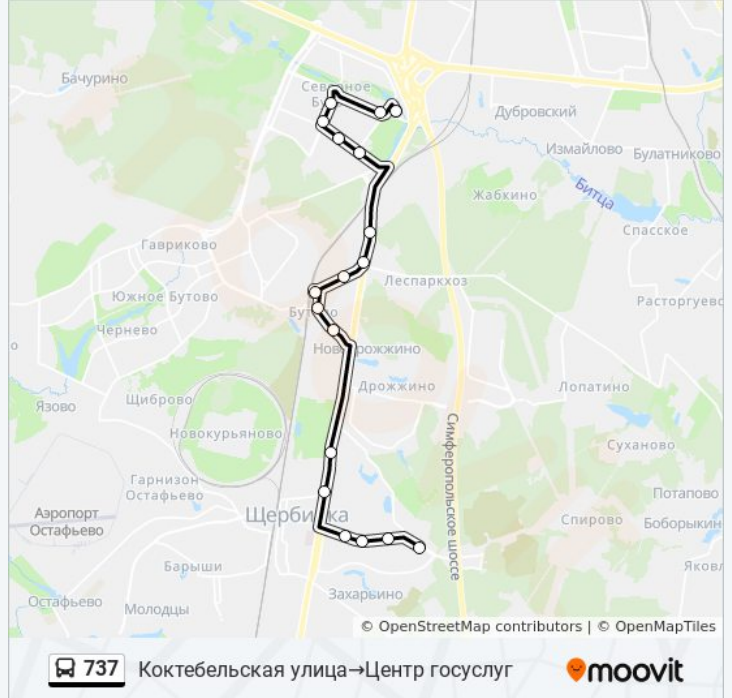 Бачурино
Северное
Дубровский
Измайлово
Булатниково
Битца
Жабкино
Спасское
Гавриково
Леспаркхоз
Южное Бутово
Расторгуево
Чернево
Новодрожжино
Дрожжино
Лопатино
Щиброво
Язово
Новокурьяново
Суханово
Симферопольское шоссе
Гарнизон
Остафьево
Потапово
Аэропорт
Остафьево
Щербинка
Спирово
Боборыкин
Барыши
Яковл
Захарьино
Остафьево
Молодцы
© OpenStreetMap contributors | © OpenMapTiles
737 Коктебельская улица→Центр госуслуг
moovit